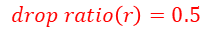 drop ratio(r) = 0.5